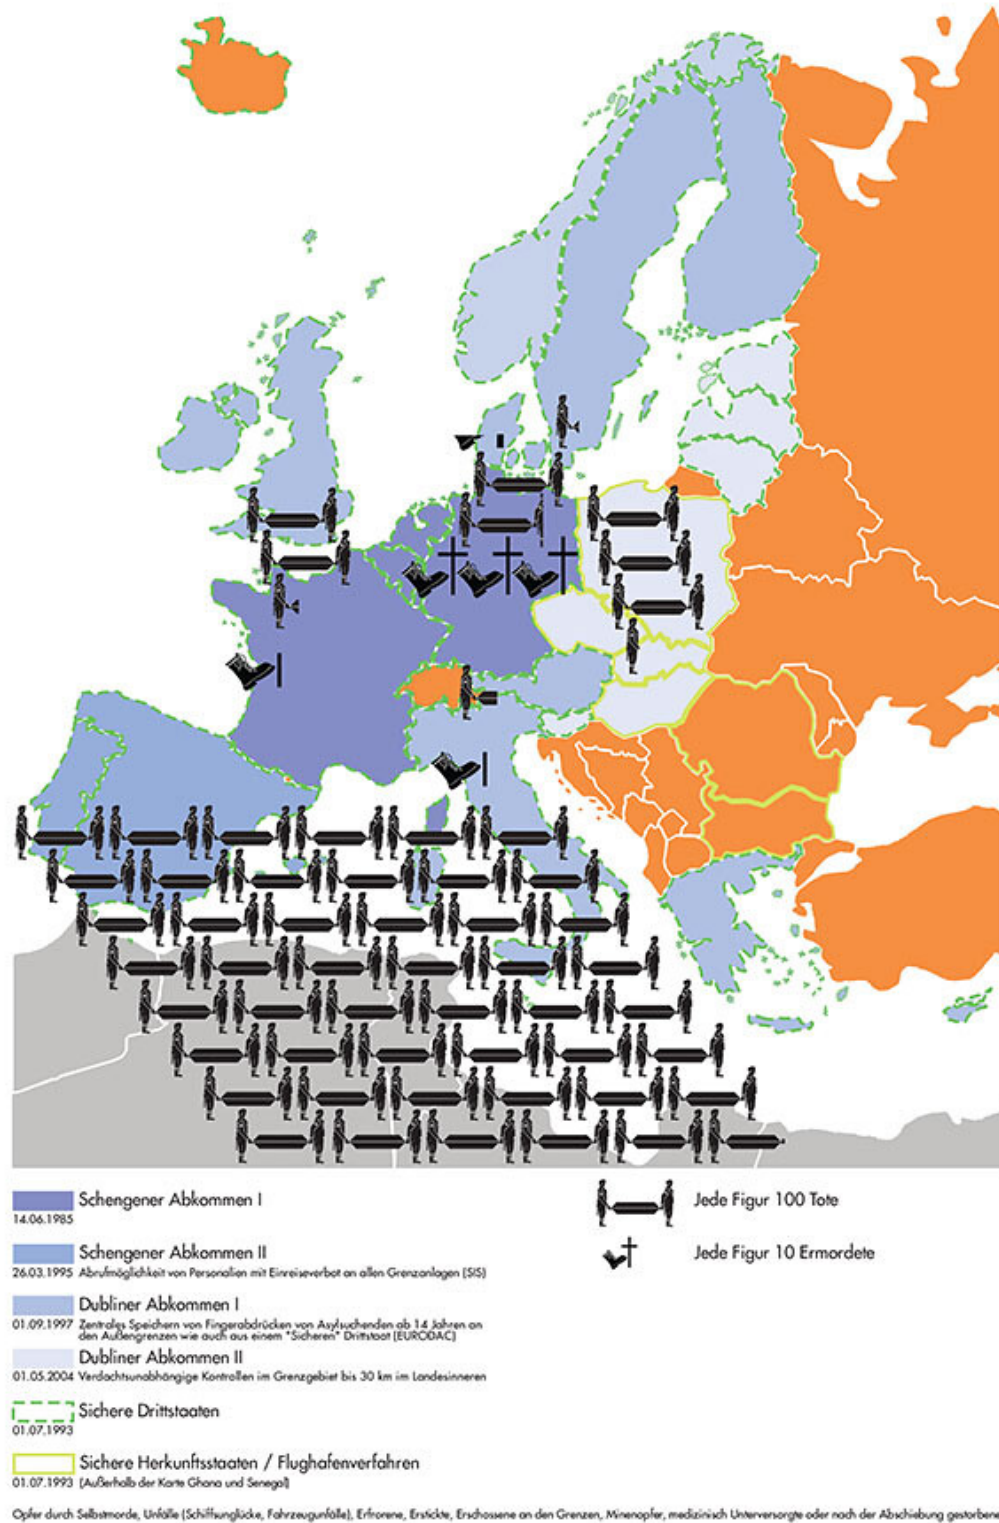 Schengener Abkommen I
14.06.1985
Schengener Abkommen II
26.03.1995 Abrufmöglichkeit von Personalien mit Einreiseverbot an allen Grenzanlagen (SIS)
Dubliner Abkommen I
01.09.1997 Zentrales Speichern von Fingerabdrücken von Asylsuchenden ab 14 Jahren an
den Außengrenzen wie auch aus einem "Sicheren" Drittstaat (EURODAC)
Dubliner Abkommen II
01.05.2004 Verdachtsunabhängige Kontrollen im Grenzgebiet bis 30 km im Landesinneren
Sichere Drittstaaten
01.07.1993
Sichere Herkunftsstaaten / Flughafenverfahren
01.07.1993 (Außerhalb der Karte Ghana und Senegal)
Jede Figur 100 Tote
Jede Figur 10 Ermordete
Opfer durch Selbstmorde, Unfälle (Schiffsunglücke, Fahrzeugunfälle), Erfrorene, Erstickte, Erschossene an den Grenzen, Minenopfer, medizinisch Unterversorgte oder nach der Abschiebung gestorbene